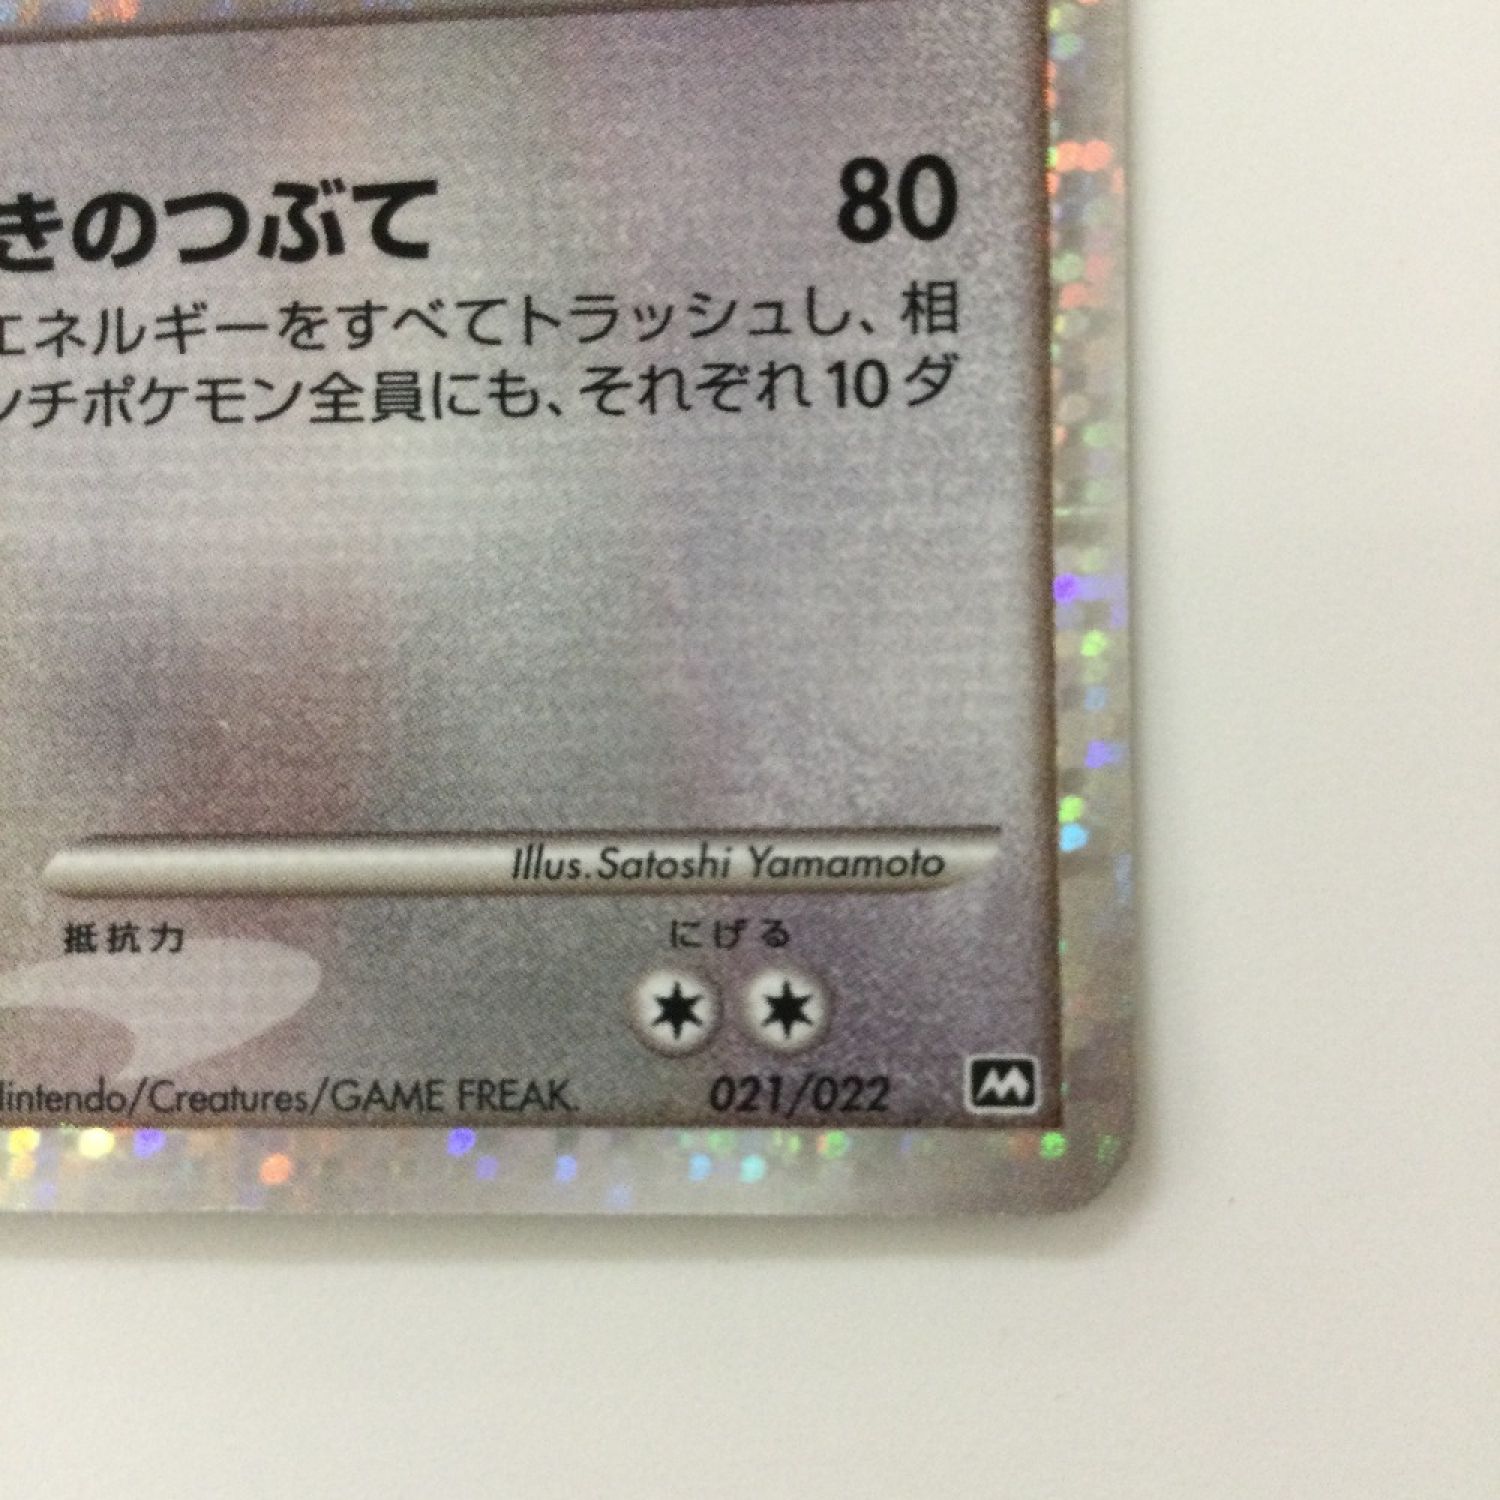 きのつぶて 80
エネルギーをすべてトラッシュし、相
ンチポケモン全員にも、それぞれ10ダ
Illus.Satoshi Yamamoto
抵抗力 にげる
Nintendo/Creatures/GAME FREAK. 021/022